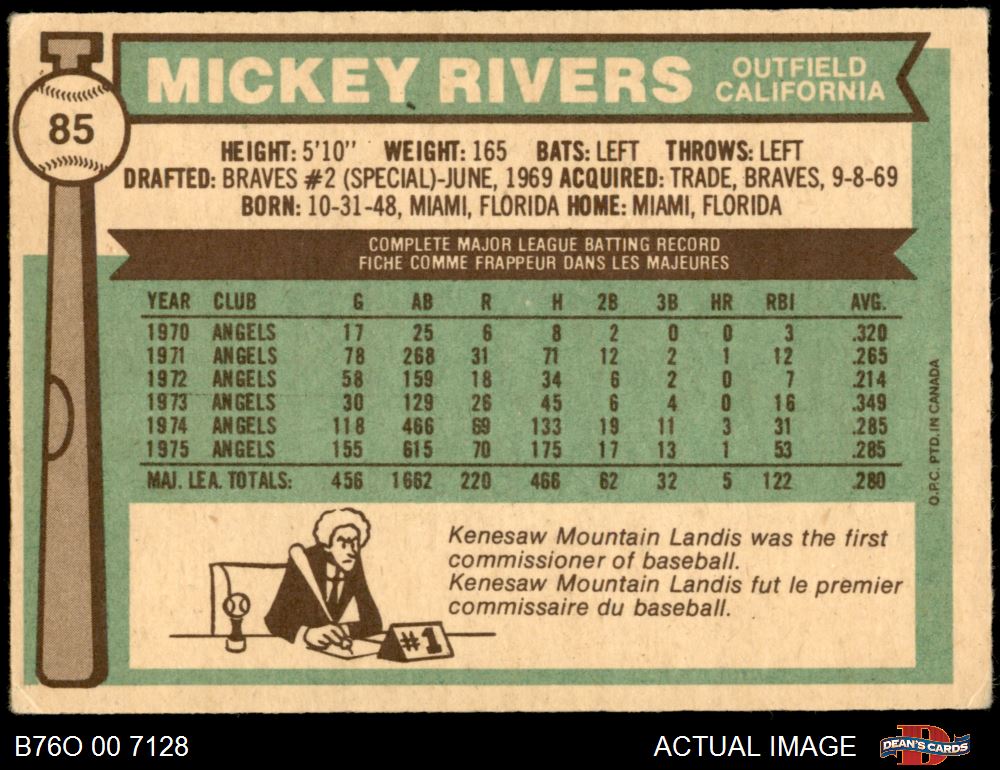 85
MICKEY RIVERS
OUTFIELD
CALIFORNIA
HEIGHT: 5'10" WEIGHT: 165 BATS: LEFT THROWS: LEFT
DRAFTED: BRAVES #2 (SPECIAL)-JUNE, 1969 ACQUIRED: TRADE, BRAVES, 9-8-69
BORN: 10-31-48, MIAMI, FLORIDA HOME: MIAMI, FLORIDA
COMPLETE MAJOR LEAGUE BATTING RECORD
FICHE COMME FRAPPEUR DANS LES MAJEURES
YEAR CLUB G AB R H 2B 3B HR RBI AVG.
1970 ANGELS 17 25 6 8 2 0 0 3 .320
1971 ANGELS 78 268 31 71 12 2 1 12 .265
1972 ANGELS 58 159 18 34 6 2 0 7 .214
1973 ANGELS 30 129 26 45 6 4 0 16 .349
1974 ANGELS 118 466 69 133 19 11 3 31 .285
1975 ANGELS 155 615 70 175 17 13 1 53 .285
MAJ. LEA. TOTALS: 456 1662 220 466 62 32 5 122 .280
O.P.C. PTD. IN CANADA
Kenesaw Mountain Landis was the first
commissioner of baseball.
Kenesaw Mountain Landis fut le premier
commissaire du baseball.
#1
B76O 00 7128
ACTUAL IMAGE
D
DEAN'S CARDS